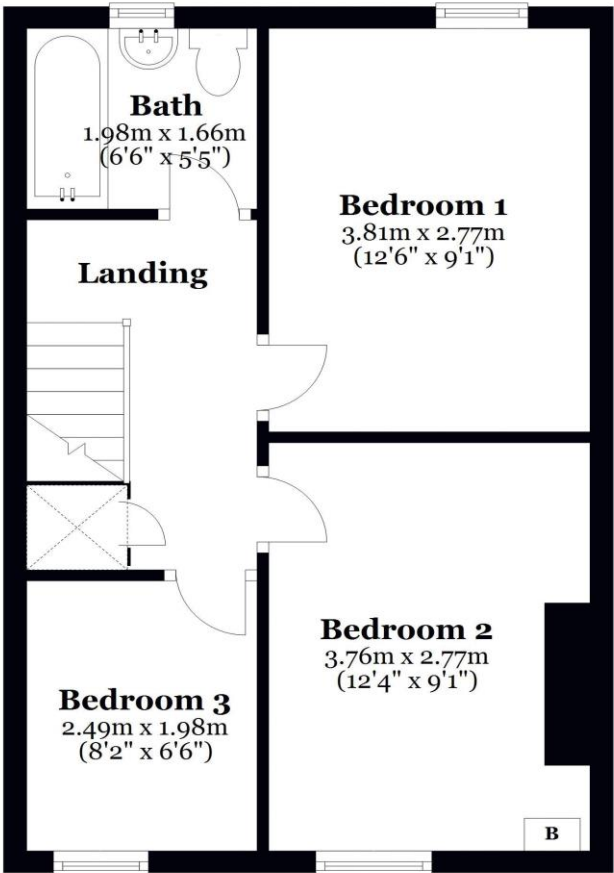 Bath
1.98m x 1.66m
(6'6" x 5'5")
Bedroom 1
3.81m x 2.77m
(12'6" x 9'1")
Landing
Bedroom 2
3.76m x 2.77m
(12'4" x 9'1")
Bedroom 3
2.49m x 1.98m
(8'2" x 6'6")
B